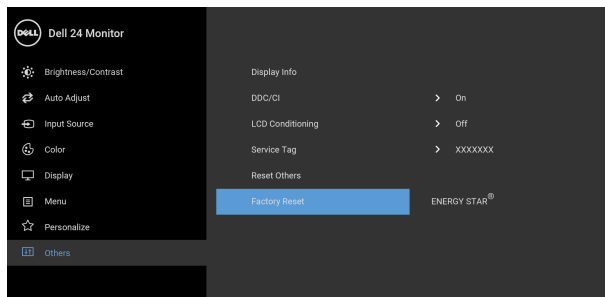 DELL Dell 24 Monitor
Brightness/Contrast
Auto Adjust
Input Source
Color
Display
Menu
Personalize
Others
Display Info
DDC/CI > On
LCD Conditioning > Off
Service Tag > XXXXXXX
Reset Others
Factory Reset ENERGY STAR®